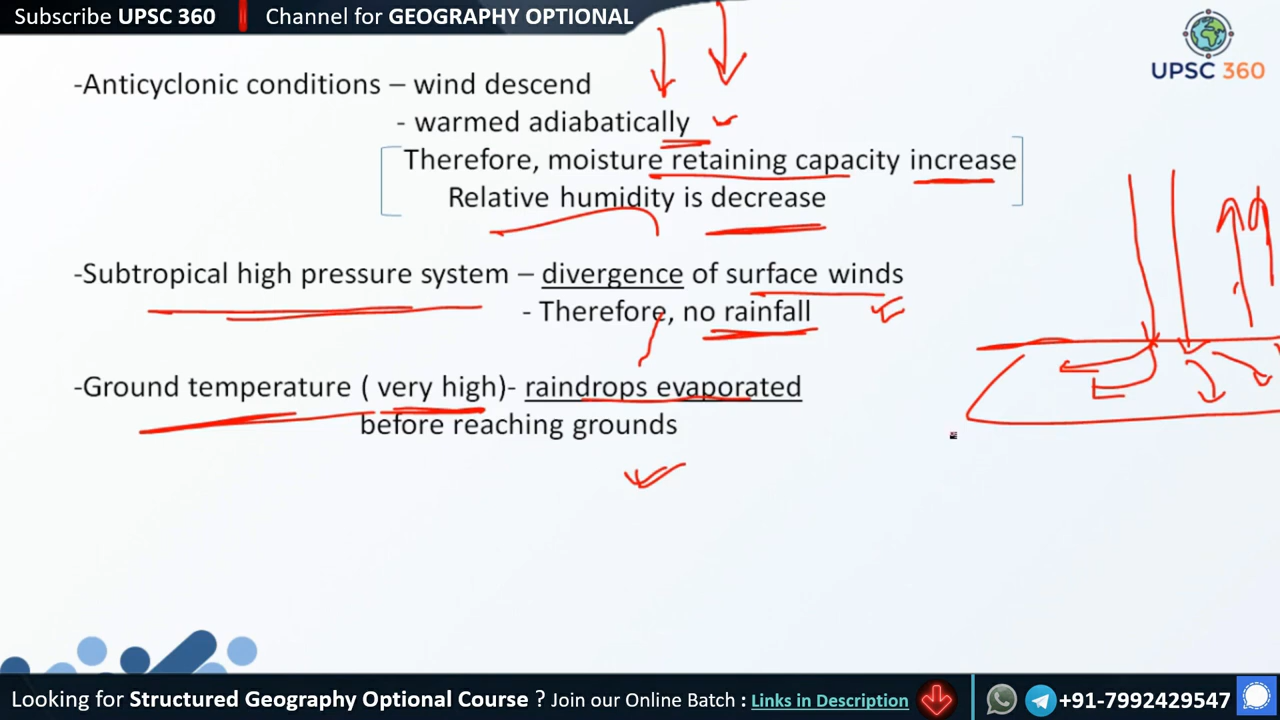 Subscribe UPSC 360 Channel for GEOGRAPHY OPTIONAL
UPSC 360
-Anticyclonic conditions – wind descend
- warmed adiabatically
Therefore, moisture retaining capacity increase
Relative humidity is decrease
-Subtropical high pressure system – divergence of surface winds
- Therefore, no rainfall
-Ground temperature ( very high)- raindrops evaporated
before reaching grounds
Looking for Structured Geography Optional Course ? Join our Online Batch : Links in Description
+91-7992429547